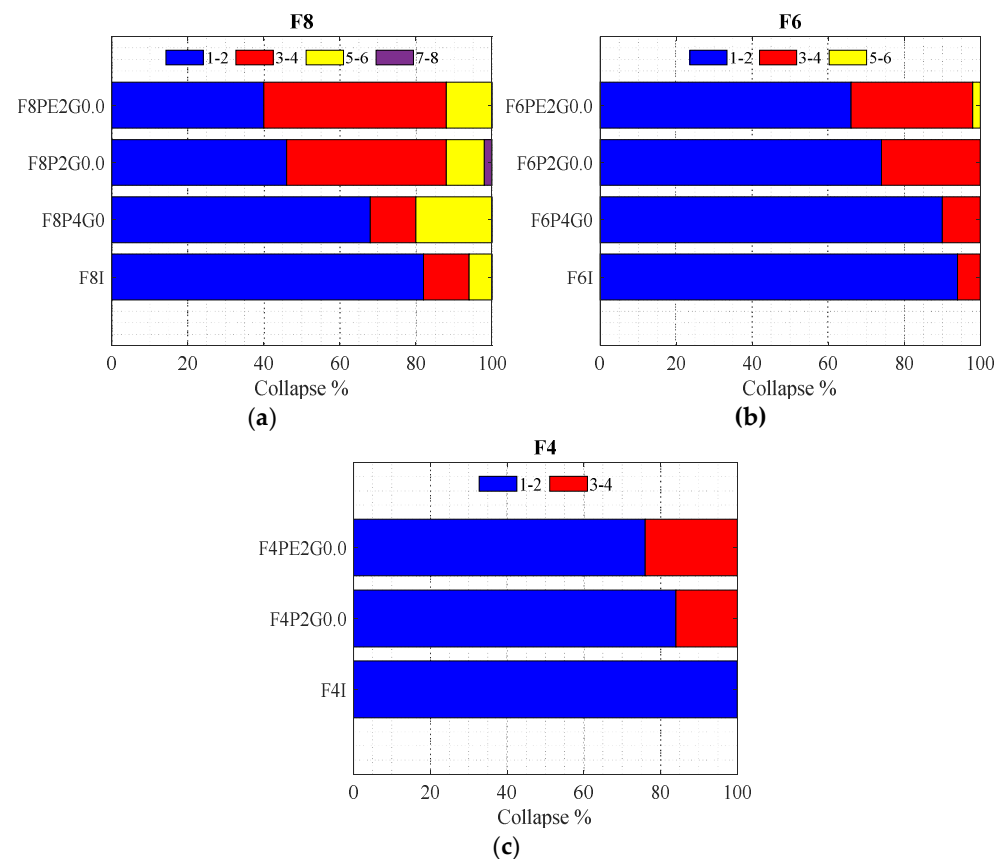 F8
1-2 3-4 5-6 7-8
F8PE2G0.0
F8P2G0.0
F8P4G0
F8I
0 20 40 60 80 100
Collapse %
(a)
F6
1-2 3-4 5-6
F6PE2G0.0
F6P2G0.0
F6P4G0
F6I
0 20 40 60 80 100
Collapse %
(b)
F4
1-2 3-4
F4PE2G0.0
F4P2G0.0
F4I
0 20 40 60 80 100
Collapse %
(c)